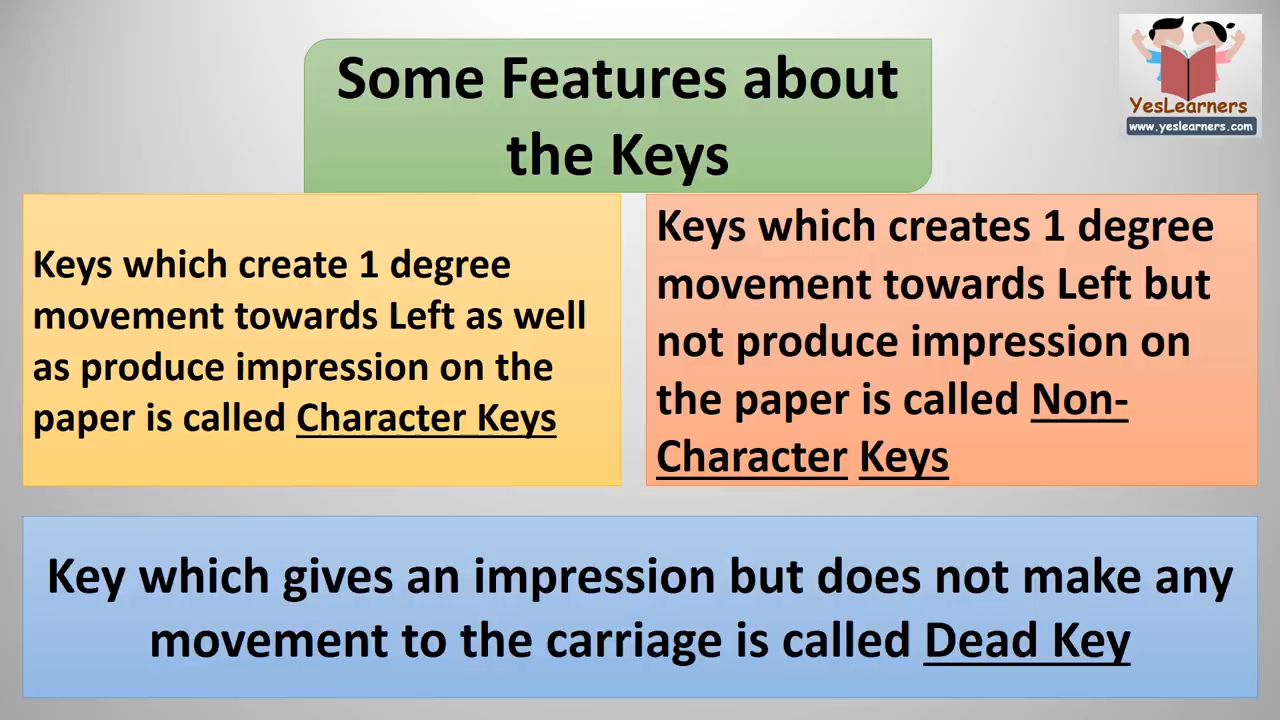 Some Features about
the Keys
YesLearners
www.yeslearners.com
Keys which create 1 degree
movement towards Left as well
as produce impression on the
paper is called Character Keys
Keys which creates 1 degree
movement towards Left but
not produce impression on
the paper is called Non-
Character Keys
Key which gives an impression but does not make any
movement to the carriage is called Dead Key